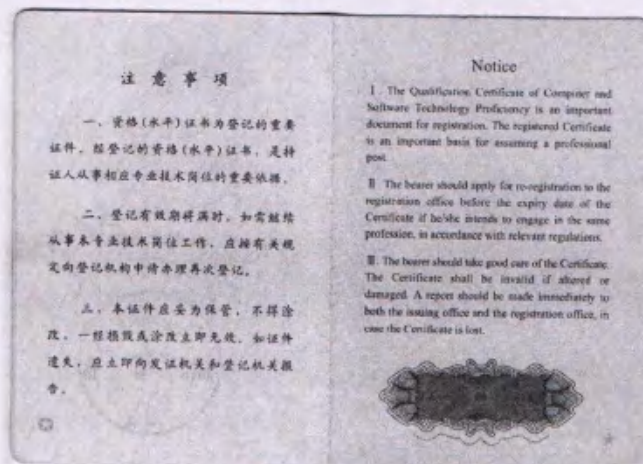 注意事项
一、资格(水平)证书为登记的重要
证件。经登记的资格(水平)证书，是持
证人从事相应专业技术岗位的重要依据。
二、登记有效期将满时，如需继续
从事本专业技术岗位工作，应按有关规
定向登记机构申请办理再次登记。
三、本证件应妥为保管，不得涂
改，一经损毁或涂改立即无效。如证件
遗失，应立即向发证机关和登记机关报
告。
Notice
Ⅰ. The Qualification Certificate of Computer and
Software Technology Proficiency is an important
document for registration. The registered Certificate
is an important basis for assuming a professional
post.
Ⅱ The bearer should apply for re-registration to the
registration office before the expiry date of the
Certificate if he/she intends to engage in the same
profession, in accordance with relevant regulations.
Ⅲ. The bearer should take good care of the Certificate.
The Certificate shall be invalid if altered or
damaged. A report should be made immediately to
both the issuing office and the registration office, in
case the Certificate is lost.